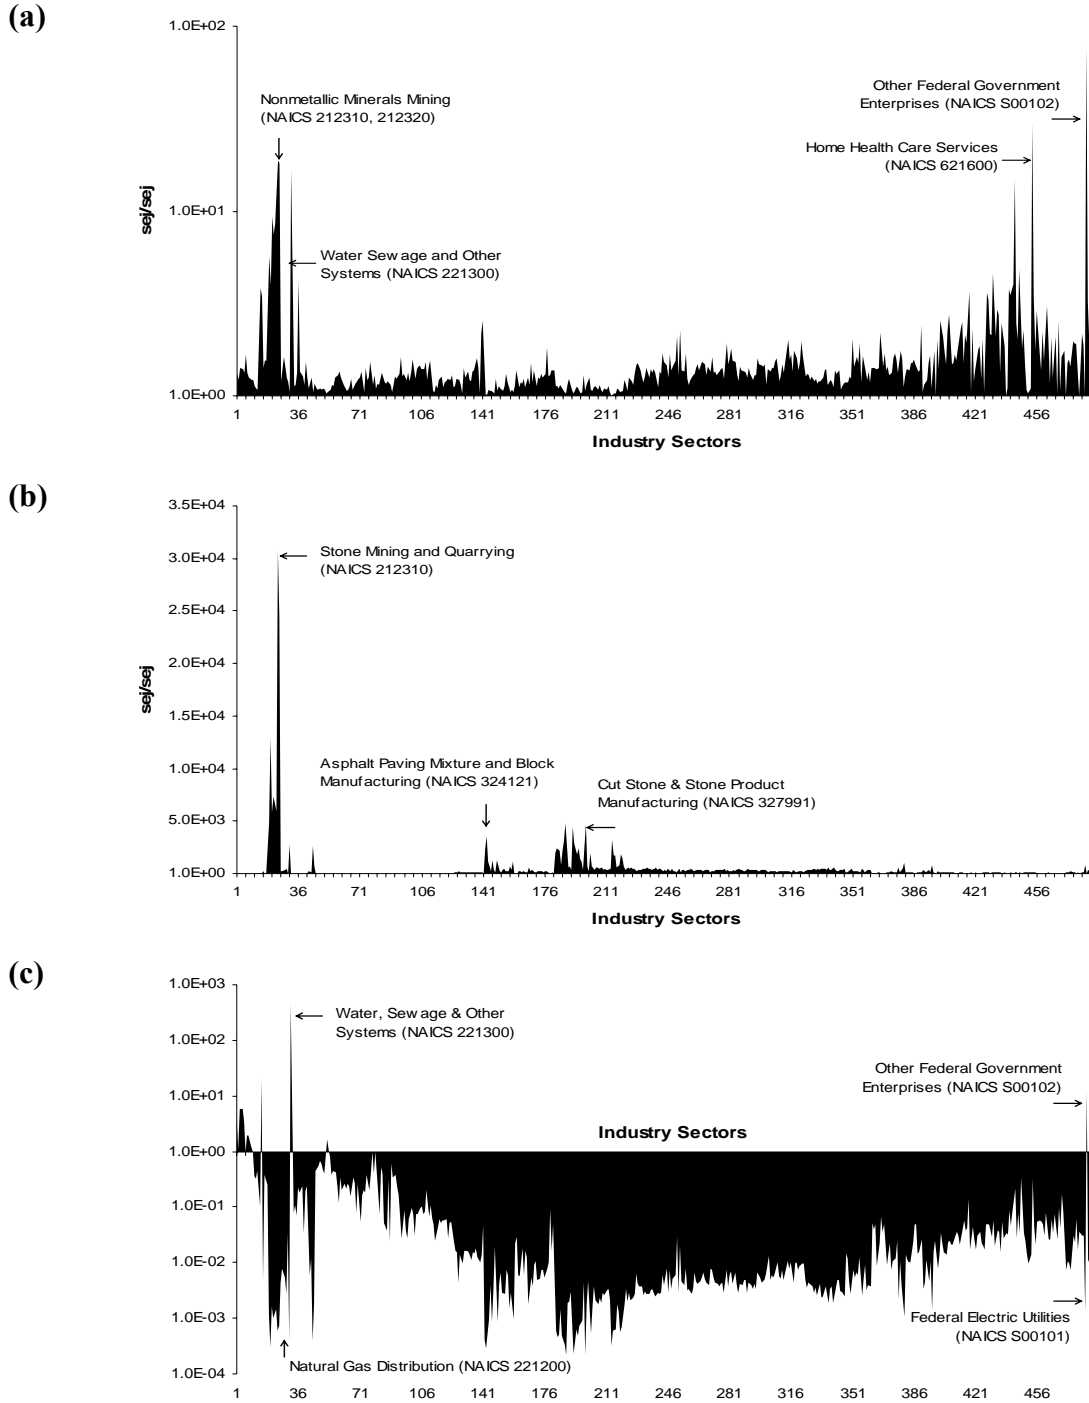 (a)
1.0E+02
Other Federal Government
Enterprises (NAICS S00102)
Nonmetallic Minerals Mining
(NAICS 212310, 212320)
Home Health Care Services
(NAICS 621600)
sej/sej
1.0E+01
Water Sewage and Other
Systems (NAICS 221300)
1.0E+00
1 36 71 106 141 176 211 246 281 316 351 386 421 456
Industry Sectors
(b)
3.5E+04
Stone Mining and Quarrying
(NAICS 212310)
3.0E+04
2.5E+04
2.0E+04
sej/sej
1.5E+04
Asphalt Paving Mixture and Block
Manufacturing (NAICS 324121)
1.0E+04
Cut Stone & Stone Product
Manufacturing (NAICS 327991)
5.0E+03
1.0E+00
1 36 71 106 141 176 211 246 281 316 351 386 421 456
Industry Sectors
(c)
1.0E+03
Water, Sewage & Other
Systems (NAICS 221300)
1.0E+02
Other Federal Government
Enterprises (NAICS S00102)
1.0E+01
Industry Sectors
1.0E+00
1.0E-01
1.0E-02
1.0E-03
Federal Electric Utilities
(NAICS S00101)
Natural Gas Distribution (NAICS 221200)
1.0E-04
1 36 71 106 141 176 211 246 281 316 351 386 421 456